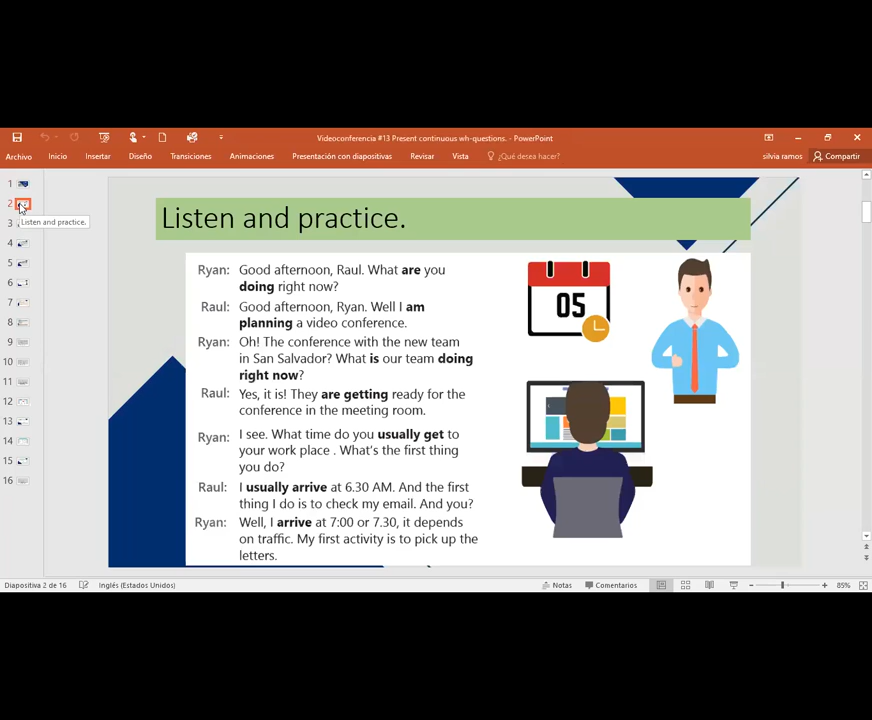 Videoconferencia #13 Present continuous wh-questions. - PowerPoint
Archivo Inicio Insertar Diseño Transiciones Animaciones Presentación con diapositivas Revisar Vista ¿Qué desea hacer? silvia ramos Compartir
1
2
Listen and practice.
3
4
5
6
7
8
9
10
11
12
13
14
15
16
Listen and practice.
Ryan: Good afternoon, Raul. What are you
doing right now?
Raul: Good afternoon, Ryan. Well I am
planning a video conference.
Ryan: Oh! The conference with the new team
in San Salvador? What is our team doing
right now?
Raul: Yes, it is! They are getting ready for the
conference in the meeting room.
Ryan: I see. What time do you usually get to
your work place . What's the first thing
you do?
Raul: I usually arrive at 6.30 AM. And the first
thing I do is to check my email. And you?
Ryan: Well, I arrive at 7:00 or 7.30, it depends
on traffic. My first activity is to pick up the
letters.
05
Diapositiva 2 de 16 Inglés (Estados Unidos) Notas Comentarios 85%